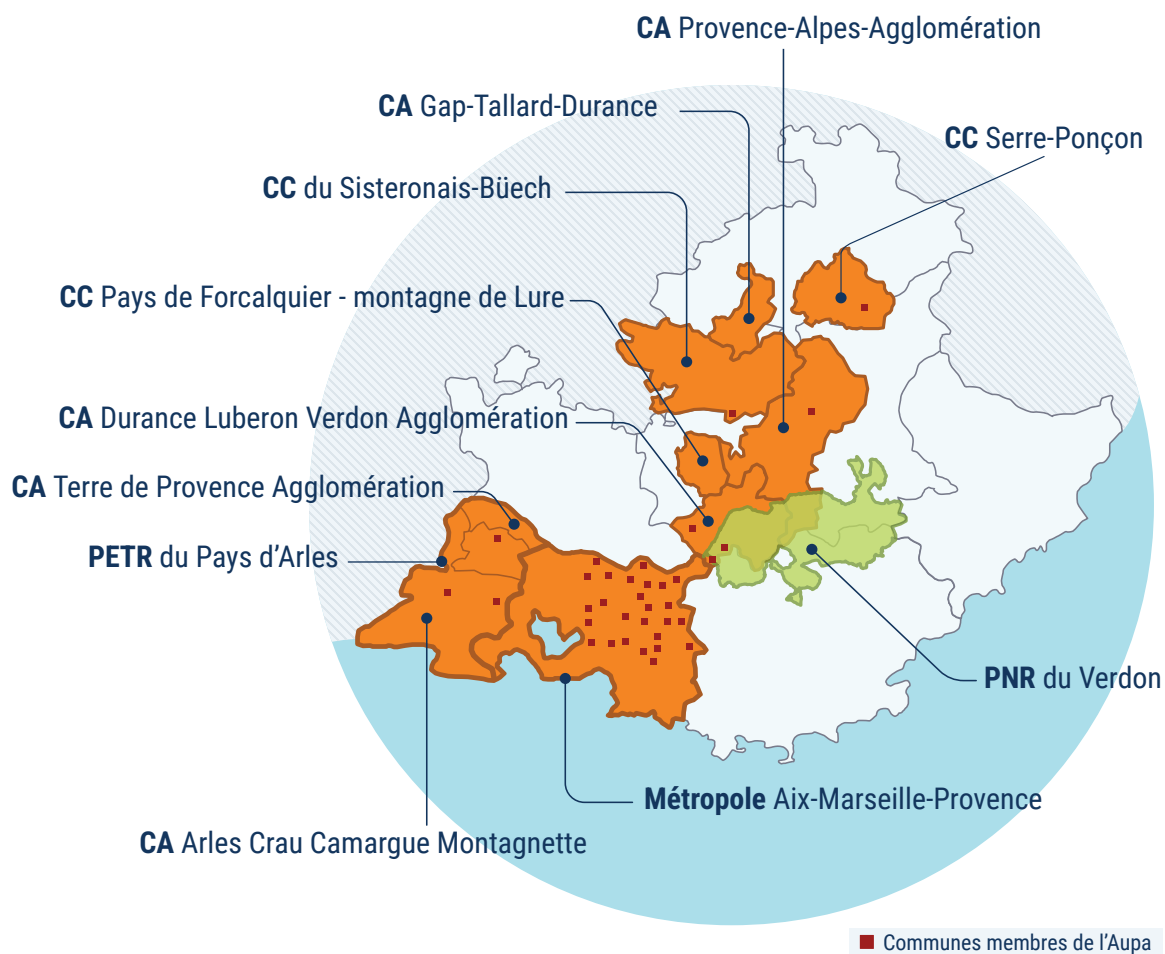 CA Provence-Alpes-Agglomération
CA Gap-Tallard-Durance
CC Serre-Ponçon
CC du Sisteronais-Büech
CC Pays de Forcalquier - montagne de Lure
CA Durance Luberon Verdon Agglomération
CA Terre de Provence Agglomération
PETR du Pays d’Arles
PNR du Verdon
Métropole Aix-Marseille-Provence
CA Arles Crau Camargue Montagnette
Communes membres de l’Aupa